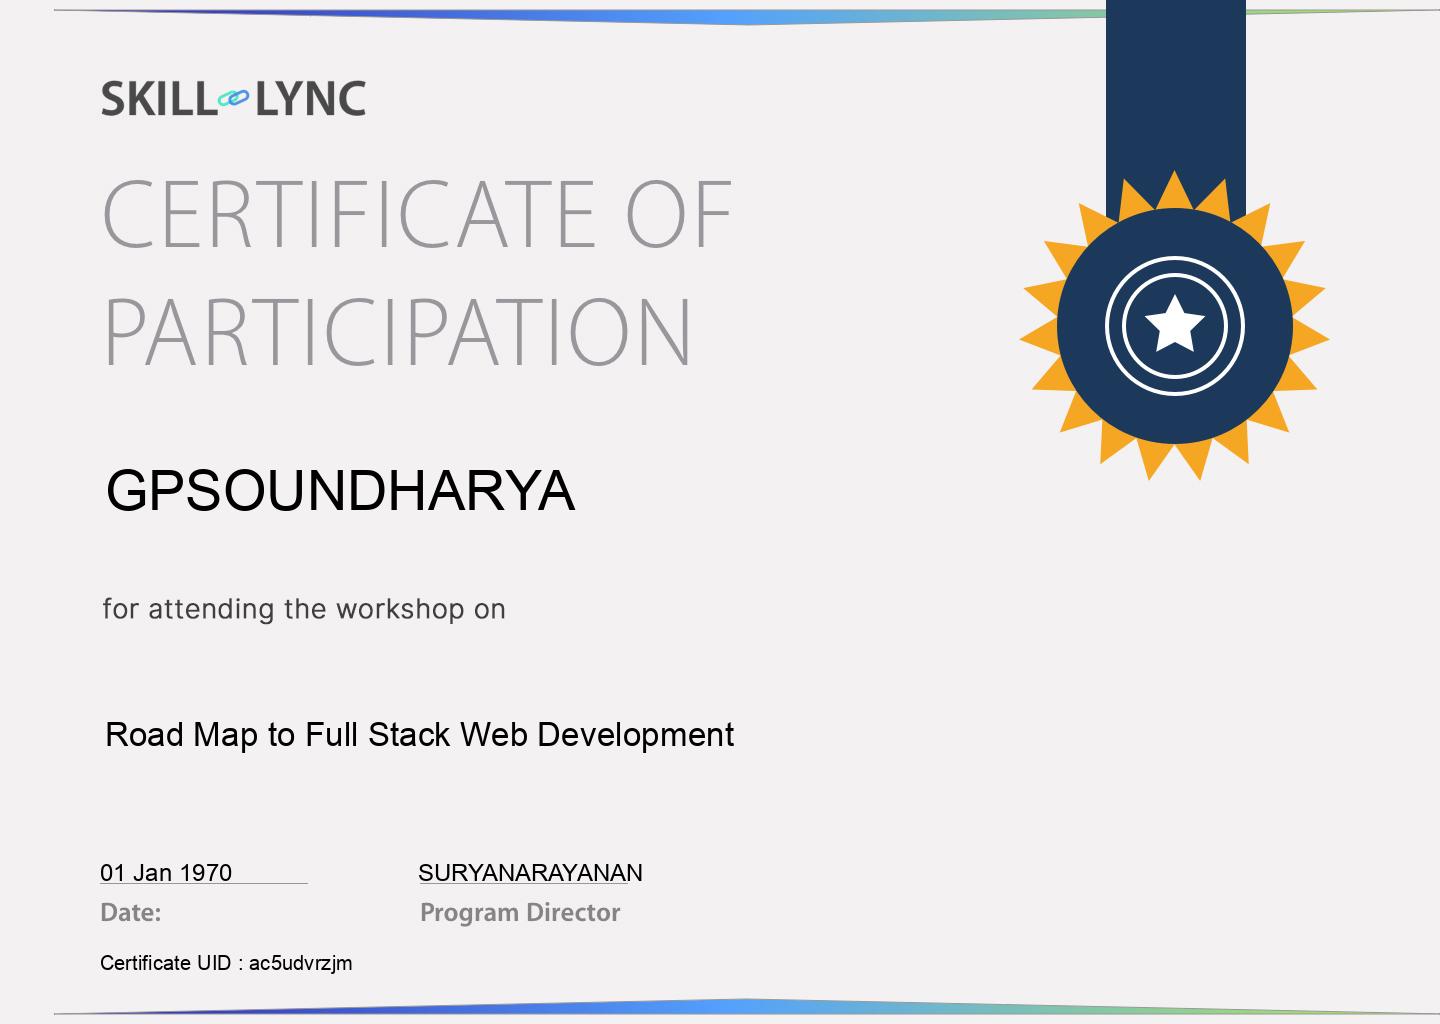 SKILL LYNC
CERTIFICATE OF
PARTICIPATION
GPSOUNDHARYA
for attending the workshop on
Road Map to Full Stack Web Development
01 Jan 1970 SURYANARAYANAN
Date: Program Director
Certificate UID : ac5udvrzjm